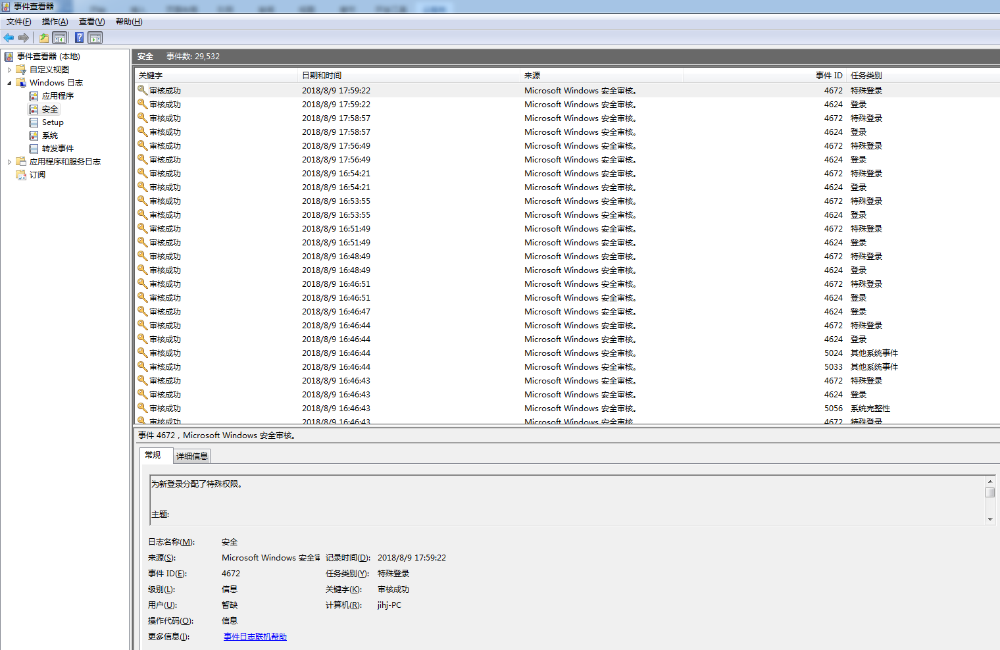 事件查看器
文件(F) 操作(A) 查看(V) 帮助(H)
事件查看器 (本地)
自定义视图
Windows 日志
应用程序
安全
Setup
系统
转发事件
应用程序和服务日志
订阅
安全 事件数: 29,532
关键字 日期和时间 来源 事件 ID 任务类别
审核成功 2018/8/9 17:59:22 Microsoft Windows 安全审核。 4672 特殊登录
审核成功 2018/8/9 17:59:22 Microsoft Windows 安全审核。 4624 登录
审核成功 2018/8/9 17:58:57 Microsoft Windows 安全审核。 4672 特殊登录
审核成功 2018/8/9 17:58:57 Microsoft Windows 安全审核。 4624 登录
审核成功 2018/8/9 17:56:49 Microsoft Windows 安全审核。 4672 特殊登录
审核成功 2018/8/9 17:56:49 Microsoft Windows 安全审核。 4624 登录
审核成功 2018/8/9 16:54:21 Microsoft Windows 安全审核。 4672 特殊登录
审核成功 2018/8/9 16:54:21 Microsoft Windows 安全审核。 4624 登录
审核成功 2018/8/9 16:53:55 Microsoft Windows 安全审核。 4672 特殊登录
审核成功 2018/8/9 16:53:55 Microsoft Windows 安全审核。 4624 登录
审核成功 2018/8/9 16:51:49 Microsoft Windows 安全审核。 4672 特殊登录
审核成功 2018/8/9 16:51:49 Microsoft Windows 安全审核。 4624 登录
审核成功 2018/8/9 16:48:49 Microsoft Windows 安全审核。 4672 特殊登录
审核成功 2018/8/9 16:48:49 Microsoft Windows 安全审核。 4624 登录
审核成功 2018/8/9 16:46:51 Microsoft Windows 安全审核。 4672 特殊登录
审核成功 2018/8/9 16:46:51 Microsoft Windows 安全审核。 4624 登录
审核成功 2018/8/9 16:46:47 Microsoft Windows 安全审核。 4624 登录
审核成功 2018/8/9 16:46:44 Microsoft Windows 安全审核。 4672 特殊登录
审核成功 2018/8/9 16:46:44 Microsoft Windows 安全审核。 4624 登录
审核成功 2018/8/9 16:46:44 Microsoft Windows 安全审核。 5024 其他系统事件
审核成功 2018/8/9 16:46:44 Microsoft Windows 安全审核。 5033 其他系统事件
审核成功 2018/8/9 16:46:43 Microsoft Windows 安全审核。 4672 特殊登录
审核成功 2018/8/9 16:46:43 Microsoft Windows 安全审核。 4624 登录
审核成功 2018/8/9 16:46:43 Microsoft Windows 安全审核。 5056 系统完整性
审核成功 2018/8/9 16:46:43 Microsoft Windows 安全审核。 4672 特殊登录
事件 4672，Microsoft Windows 安全审核。
常规 详细信息
为新登录分配了特殊权限。
主题:
日志名称(M): 安全
来源(S): Microsoft Windows 安全审 记录时间(D): 2018/8/9 17:59:22
事件 ID(E): 4672 任务类别(Y): 特殊登录
级别(L): 信息 关键字(K): 审核成功
用户(U): 暂缺 计算机(R): jihj-PC
操作代码(O): 信息
更多信息(I): 事件日志联机帮助